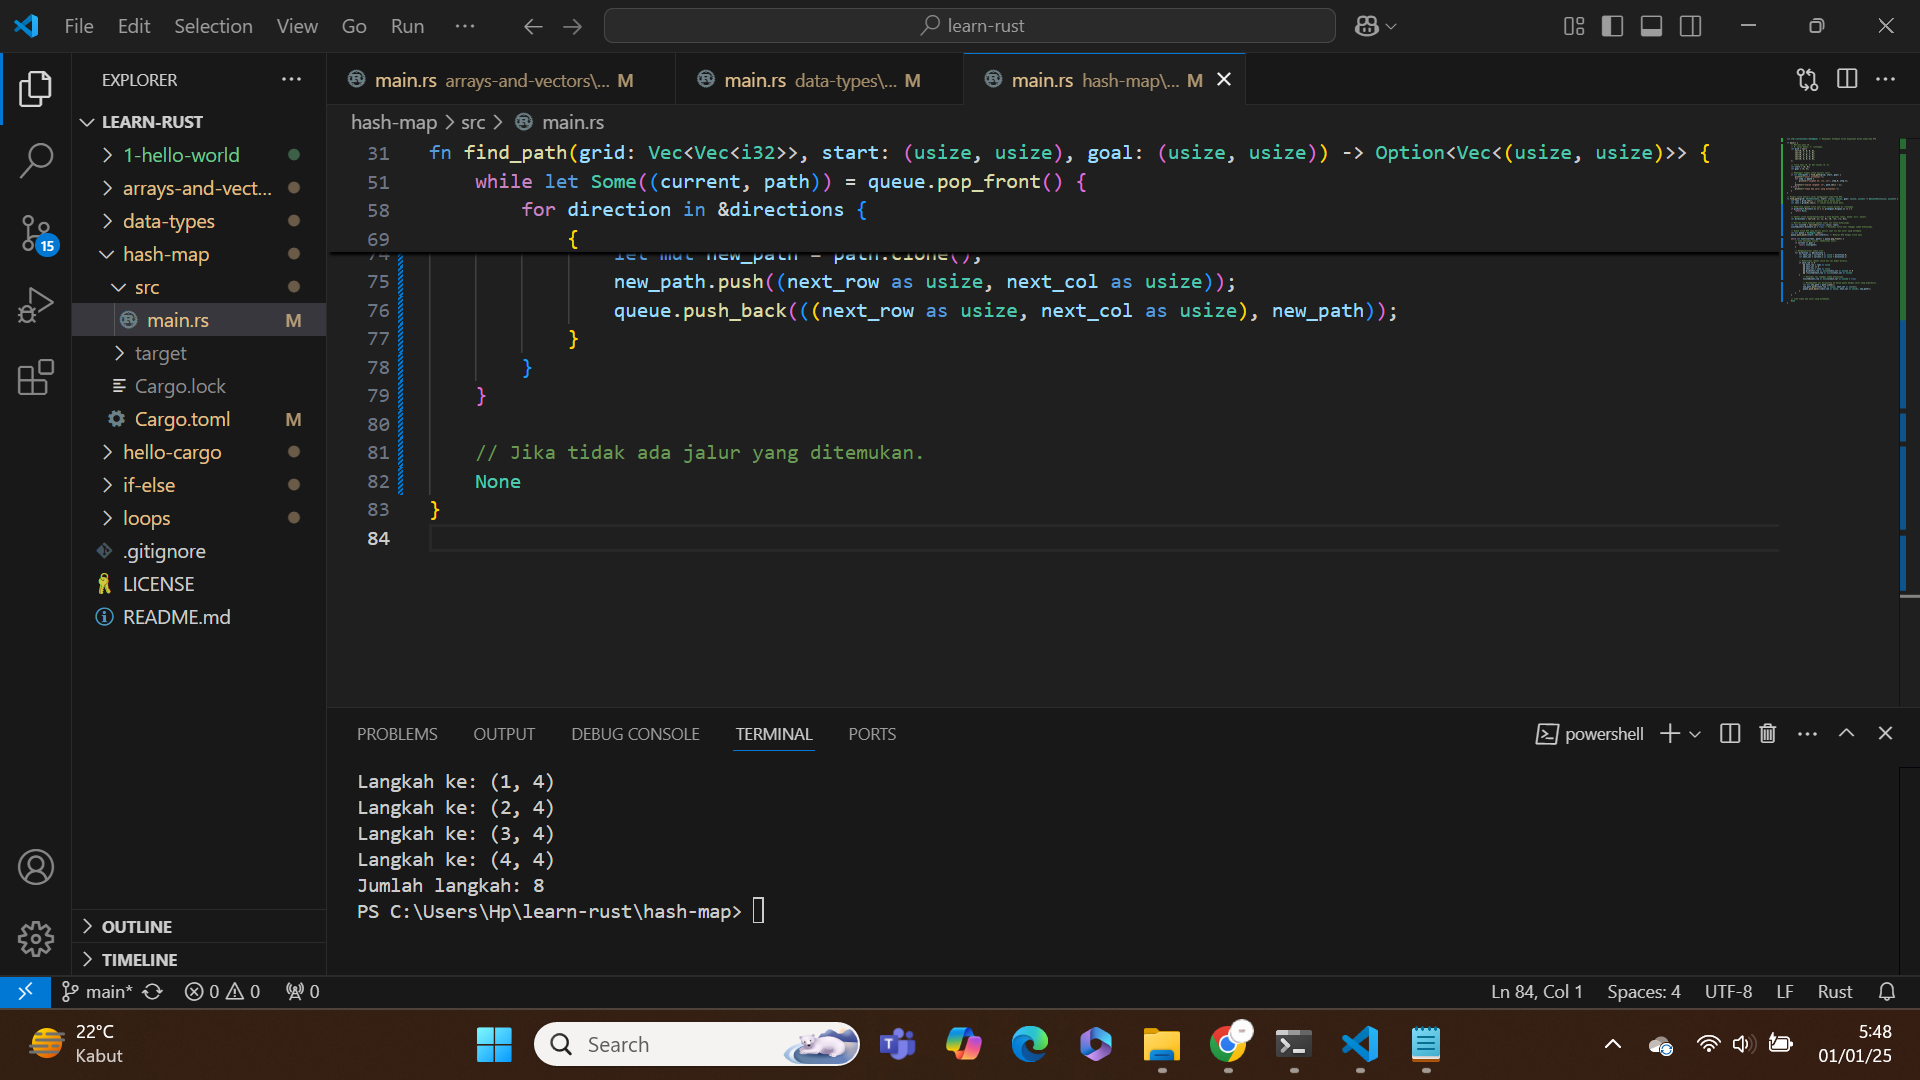 File Edit Selection View Go Run ··· learn-rust
EXPLORER ···
LEARN-RUST
1-hello-world
arrays-and-vect...
data-types
hash-map
src
main.rs M
target
Cargo.lock
Cargo.toml M
hello-cargo
if-else
loops
.gitignore
LICENSE
README.md
OUTLINE
TIMELINE
15
main.rs arrays-and-vectors\... M
main.rs data-types\... M
main.rs hash-map\... M
hash-map > src > main.rs
31 fn find_path(grid: Vec<Vec<i32>>, start: (usize, usize), goal: (usize, usize)) -> Option<Vec<(usize, usize)>> {
51 while let Some((current, path)) = queue.pop_front() {
58 for direction in &directions {
69 {
74 let mut new_path = path.clone();
75 new_path.push((next_row as usize, next_col as usize));
76 queue.push_back(((next_row as usize, next_col as usize), new_path));
77 }
78 }
79 }
80
81 // Jika tidak ada jalur yang ditemukan.
82 None
83 }
84
PROBLEMS OUTPUT DEBUG CONSOLE TERMINAL PORTS powershell
Langkah ke: (1, 4)
Langkah ke: (2, 4)
Langkah ke: (3, 4)
Langkah ke: (4, 4)
Jumlah langkah: 8
PS C:\Users\Hp\learn-rust\hash-map>
main* 0 0 0 Ln 84, Col 1 Spaces: 4 UTF-8 LF Rust
22°C
Kabut
Search
5:48
01/01/25